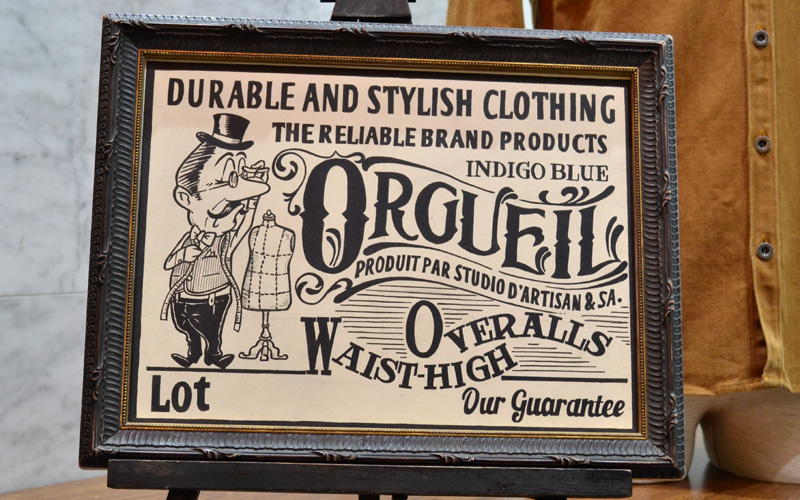 DURABLE AND STYLISH CLOTHING
THE RELIABLE BRAND PRODUCTS
INDIGO BLUE
ORGUEIL
PRODUIT PAR STUDIO D'ARTISAN & SA.
WAIST-HIGH OVERALLS
Lot
Our Guarantee